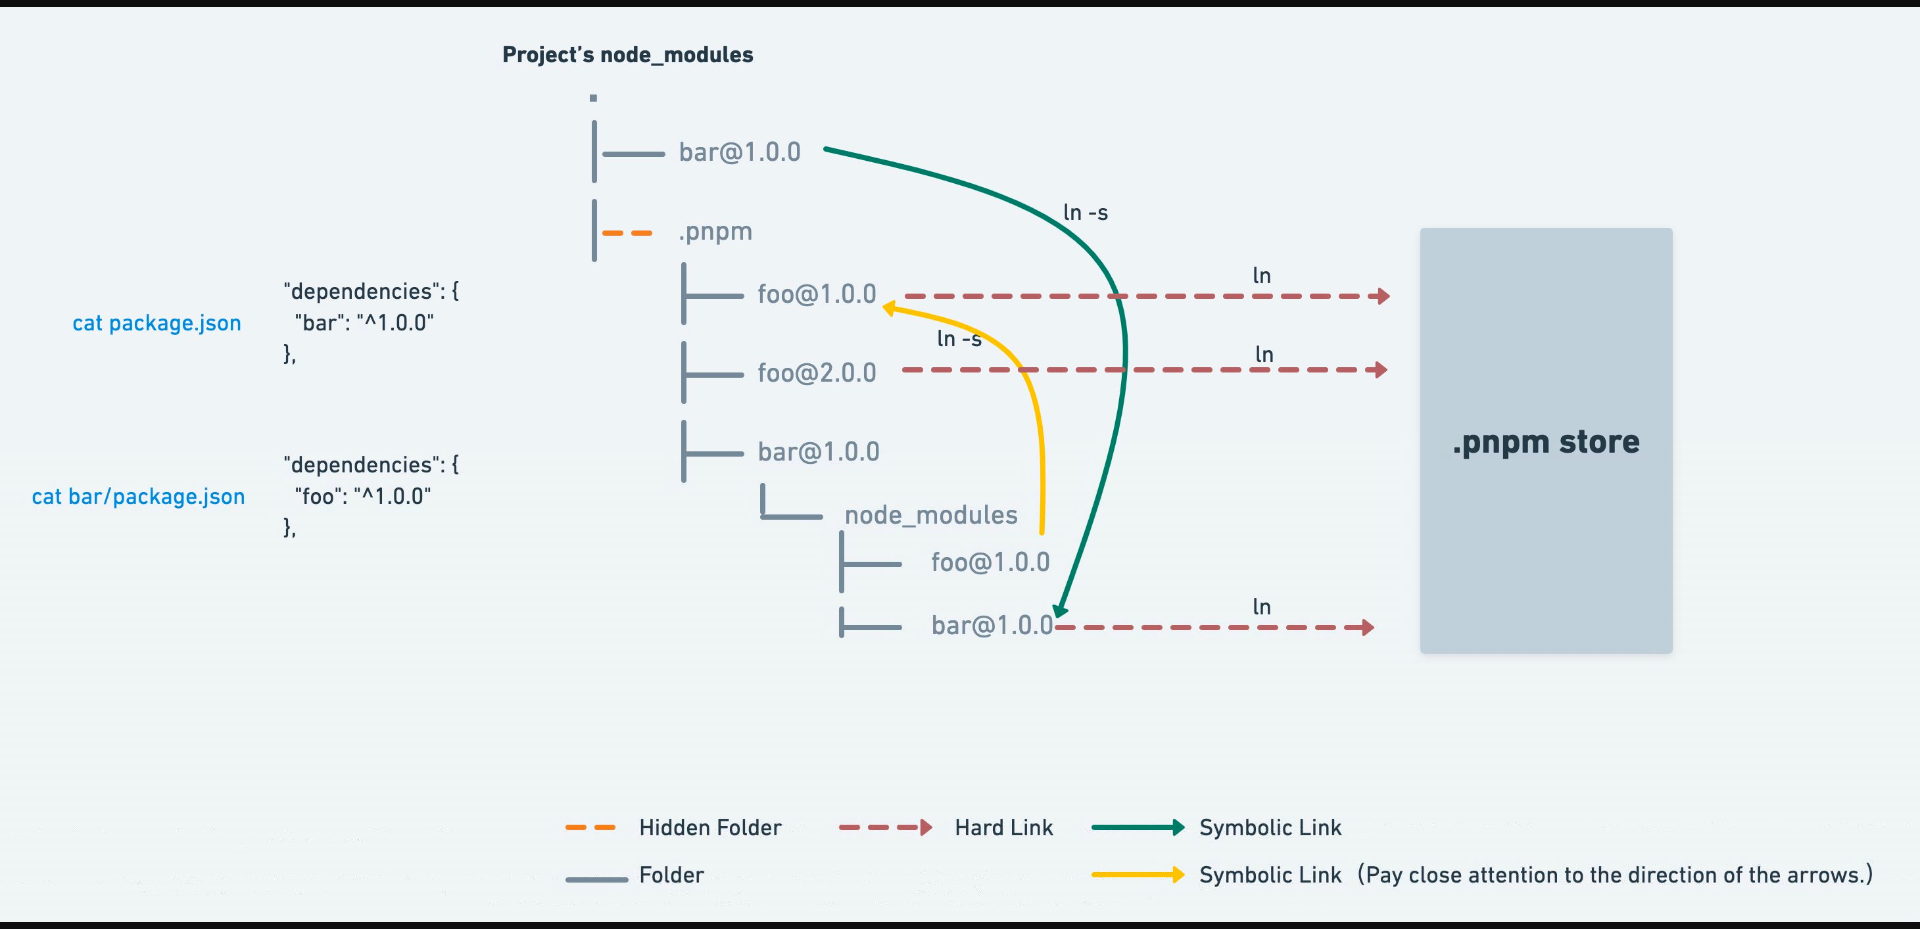 Project’s node_modules
.
bar@1.0.0
ln -s
.pnpm
ln
foo@1.0.0
"dependencies": {
cat package.json
"bar": "^1.0.0"
},
ln -s
ln
foo@2.0.0
bar@1.0.0
"dependencies": {
cat bar/package.json
"foo": "^1.0.0"
},
node_modules
foo@1.0.0
ln
bar@1.0.0
.pnpm store
Hidden Folder
Hard Link
Symbolic Link
Folder
Symbolic Link (Pay close attention to the direction of the arrows.)